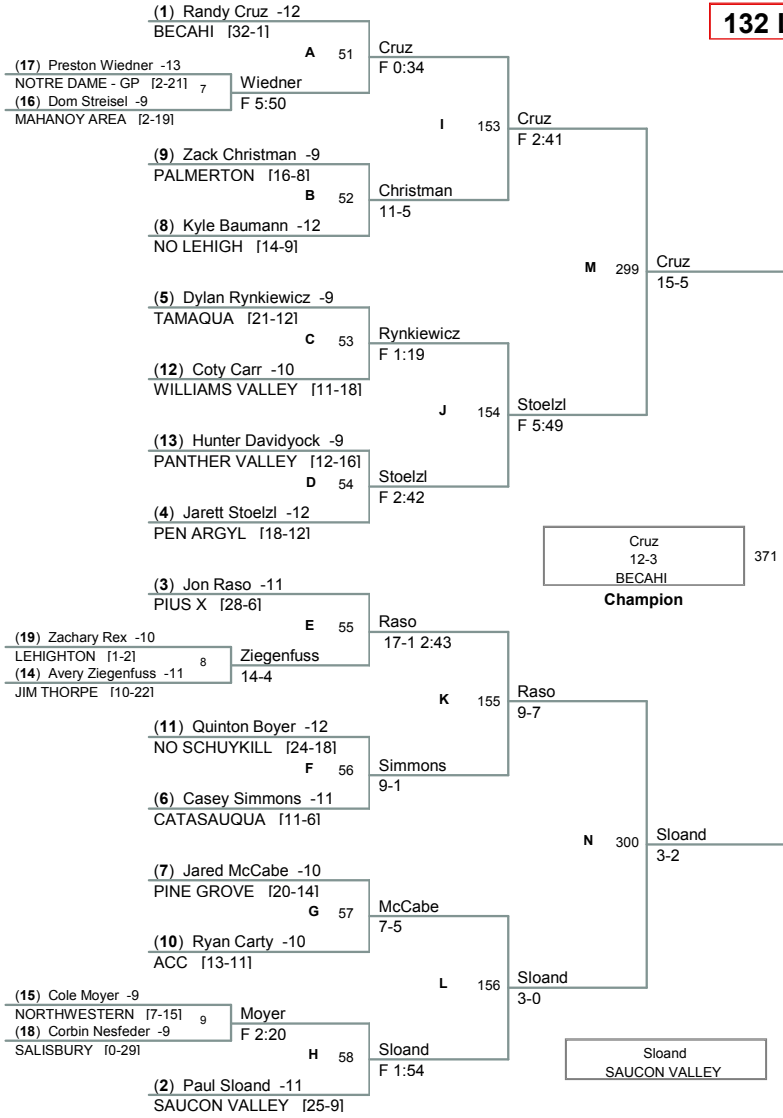 (1) Randy Cruz -12
BECAHI [32-1]
132
A 51
Cruz
F 0:34
(17) Preston Wiedner -13
NOTRE DAME - GP [2-21]
7
Wiedner
F 5:50
(16) Dom Streisel -9
MAHANOY AREA [2-19]
I 153
Cruz
F 2:41
(9) Zack Christman -9
PALMERTON [16-8]
B 52
Christman
11-5
(8) Kyle Baumann -12
NO LEHIGH [14-9]
M 299
Cruz
15-5
(5) Dylan Rynkiewicz -9
TAMAQUA [21-12]
C 53
Rynkiewicz
F 1:19
(12) Coty Carr -10
WILLIAMS VALLEY [11-18]
J 154
Stoelzl
F 5:49
(13) Hunter Davidyock -9
PANTHER VALLEY [12-16]
D 54
Stoelzl
F 2:42
(4) Jarett Stoelzl -12
PEN ARGYL [18-12]
Cruz
12-3
BECAHI
371
Champion
(3) Jon Raso -11
PIUS X [28-6]
E 55
Raso
17-1 2:43
(19) Zachary Rex -10
LEHIGHTON [1-2]
8
Ziegenfuss
14-4
(14) Avery Ziegenfuss -11
JIM THORPE [10-22]
K 155
Raso
9-7
(11) Quinton Boyer -12
NO SCHUYKILL [24-18]
F 56
Simmons
9-1
(6) Casey Simmons -11
CATASAUQUA [11-6]
N 300
Sloand
3-2
(7) Jared McCabe -10
PINE GROVE [20-14]
G 57
McCabe
7-5
(10) Ryan Carty -10
ACC [13-11]
L 156
Sloand
3-0
(15) Cole Moyer -9
NORTHWESTERN [7-15]
9
Moyer
F 2:20
(18) Corbin Nesfeder -9
SALISBURY [0-29]
H 58
Sloand
F 1:54
(2) Paul Sloand -11
SAUCON VALLEY [25-9]
Sloand
SAUCON VALLEY